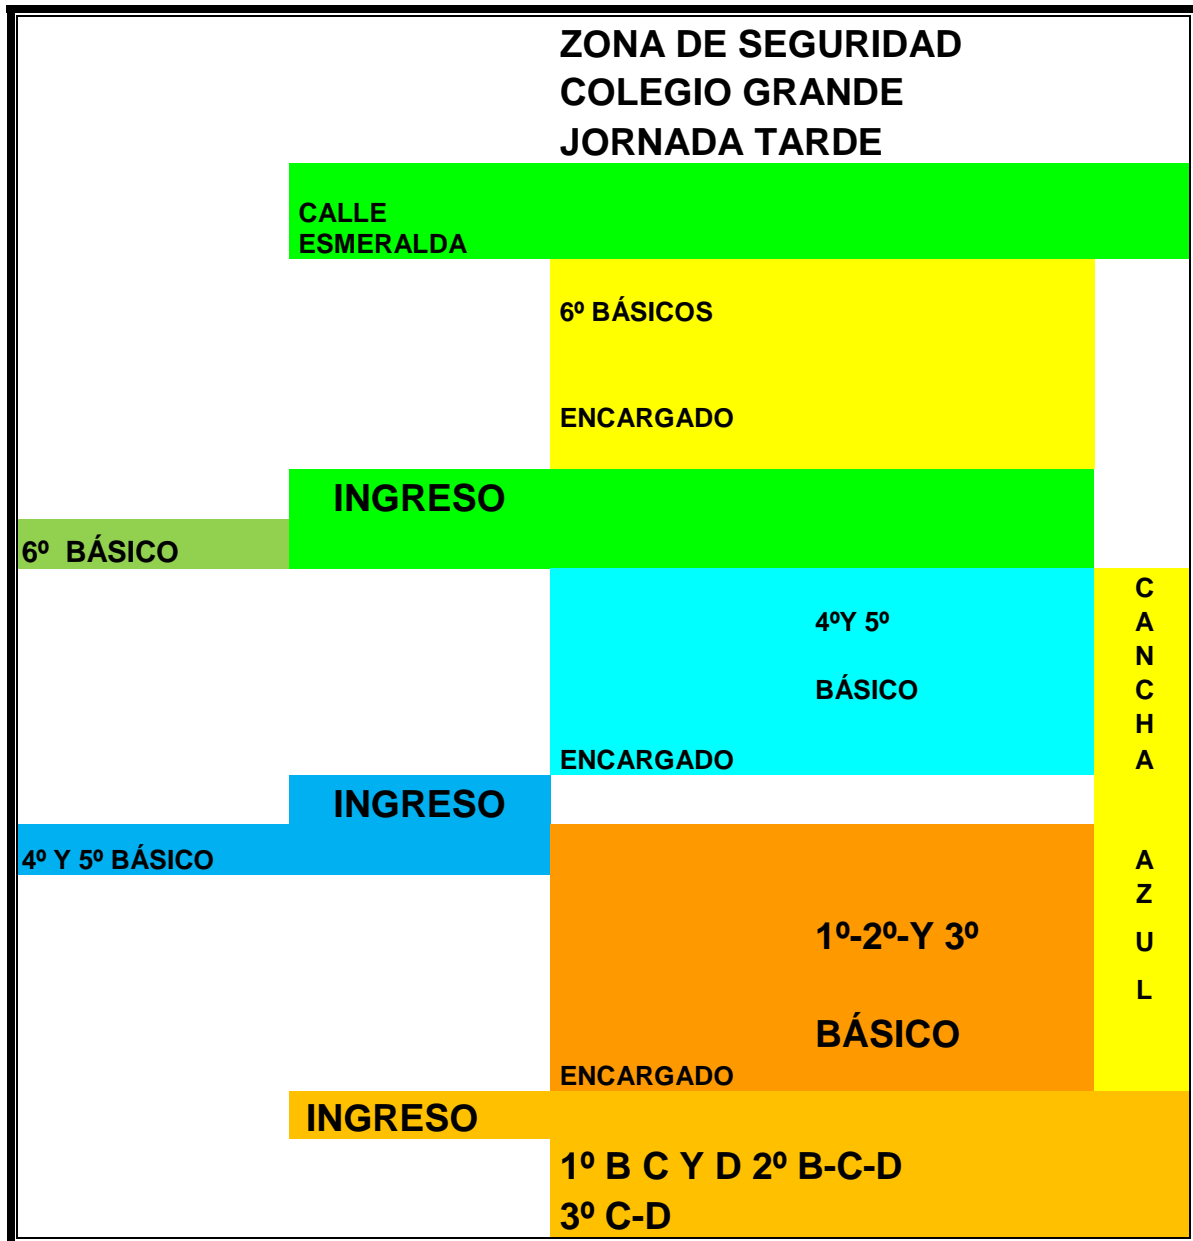 ZONA DE SEGURIDAD
COLEGIO GRANDE
JORNADA TARDE
CALLE
ESMERALDA
6º BÁSICOS
ENCARGADO
INGRESO
6º BÁSICO
4ºY 5º
BÁSICO
ENCARGADO
INGRESO
4º Y 5º BÁSICO
C
A
N
C
H
A
A
Z
U
L
1º-2º-Y 3º
BÁSICO
ENCARGADO
INGRESO
1º B C Y D 2º B-C-D
3º C-D